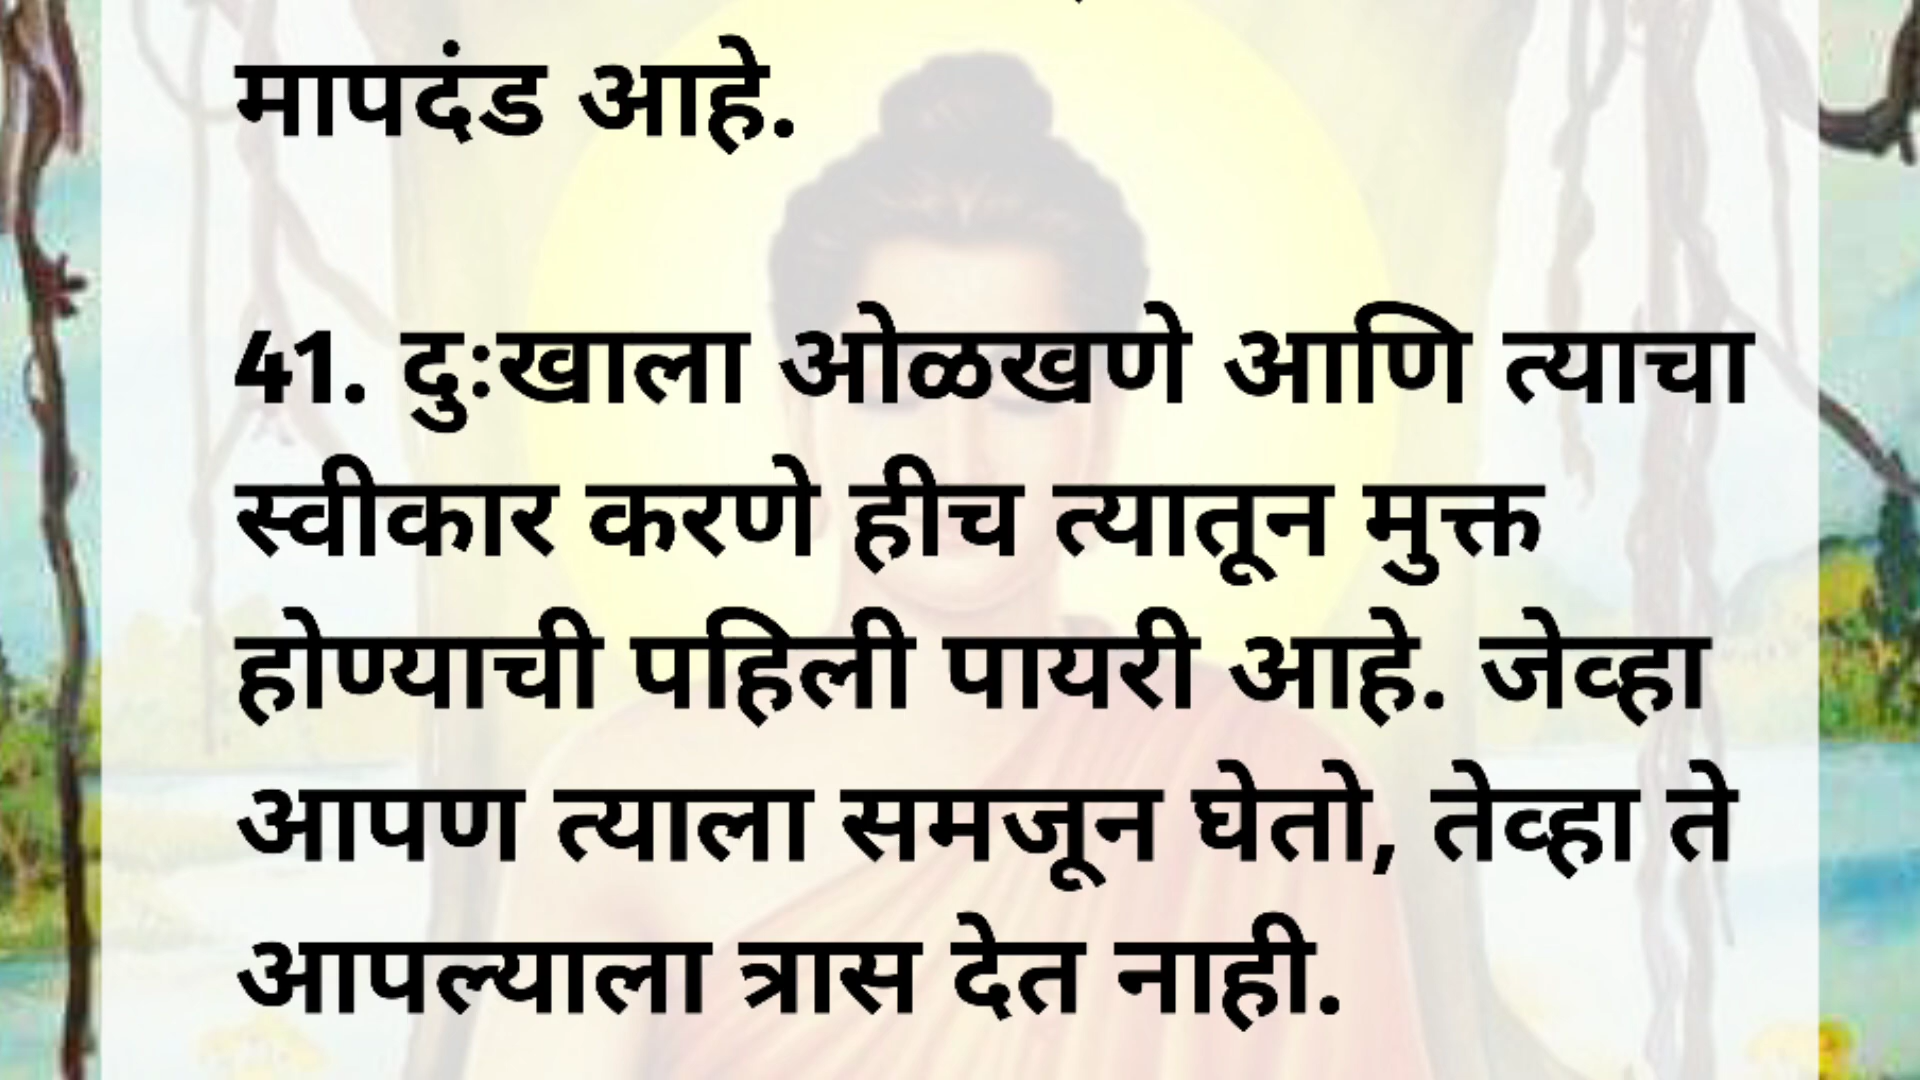 मापदंड आहे.
41. दुःखाला ओळखणे आणि त्याचा
स्वीकार करणे हीच त्यातून मुक्त
होण्याची पहिली पायरी आहे. जेव्हा
आपण त्याला समजून घेतो, तेव्हा ते
आपल्याला त्रास देत नाही.